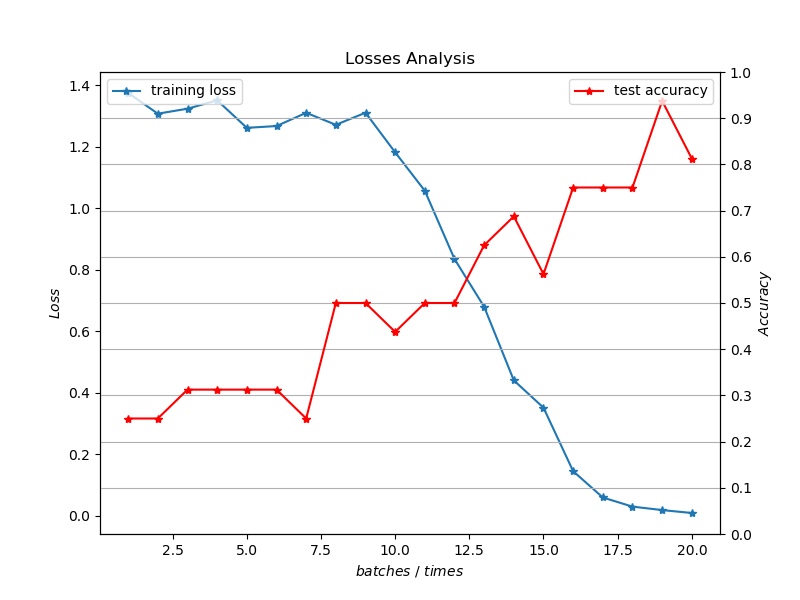 Losses Analysis
training loss
test accuracy
Loss
1.4
1.2
1.0
0.8
0.6
0.4
0.2
0.0
1.0
0.9
0.8
0.7
0.6
0.5
0.4
0.3
0.2
0.1
0.0
Accuracy
2.5 5.0 7.5 10.0 12.5 15.0 17.5 20.0
batches / times